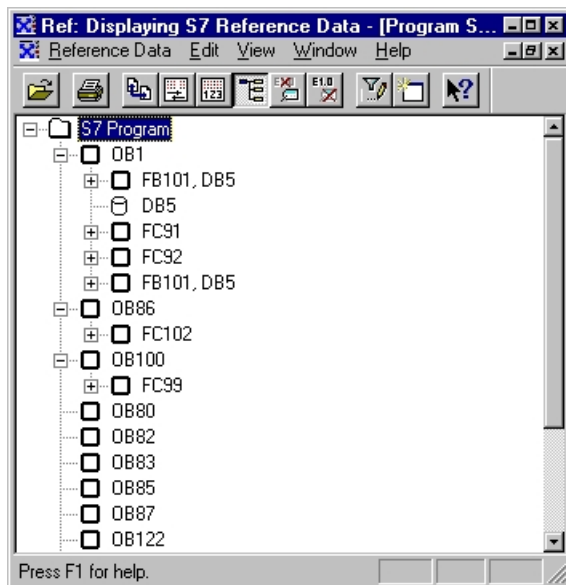 Ref: Displaying S7 Reference Data - [Program S...
Reference Data Edit View Window Help
S7 Program
OB1
FB101, DB5
DB5
FC91
FC92
FB101, DB5
OB86
FC102
OB100
FC99
OB80
OB82
OB83
OB85
OB87
OB122
Press F1 for help.